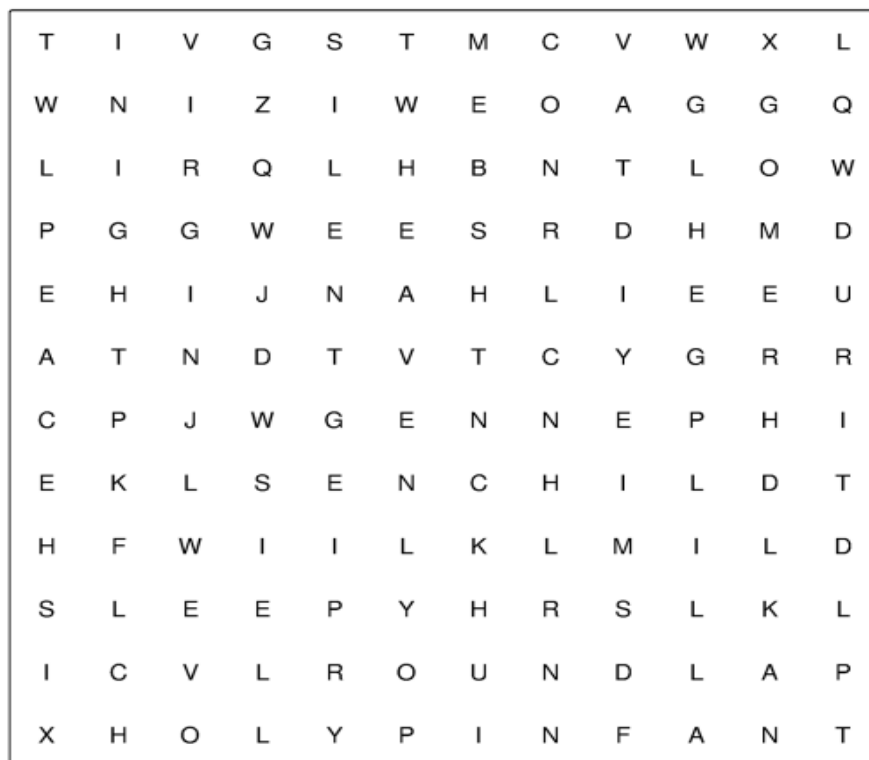 T I V G S T M C V W X L
W N I Z I W E O A G G Q
L I R Q L H B N T L O W
P G G W E E S R D H M D
E H I J N A H L I E E U
A T N D T V T C Y G R R
C P J W G E N N E P H I
E K L S E N C H I L D T
H F W I I L K L M I L D
S L E E P Y H R S L K L
I C V L R O U N D L A P
X H O L Y P I N F A N T